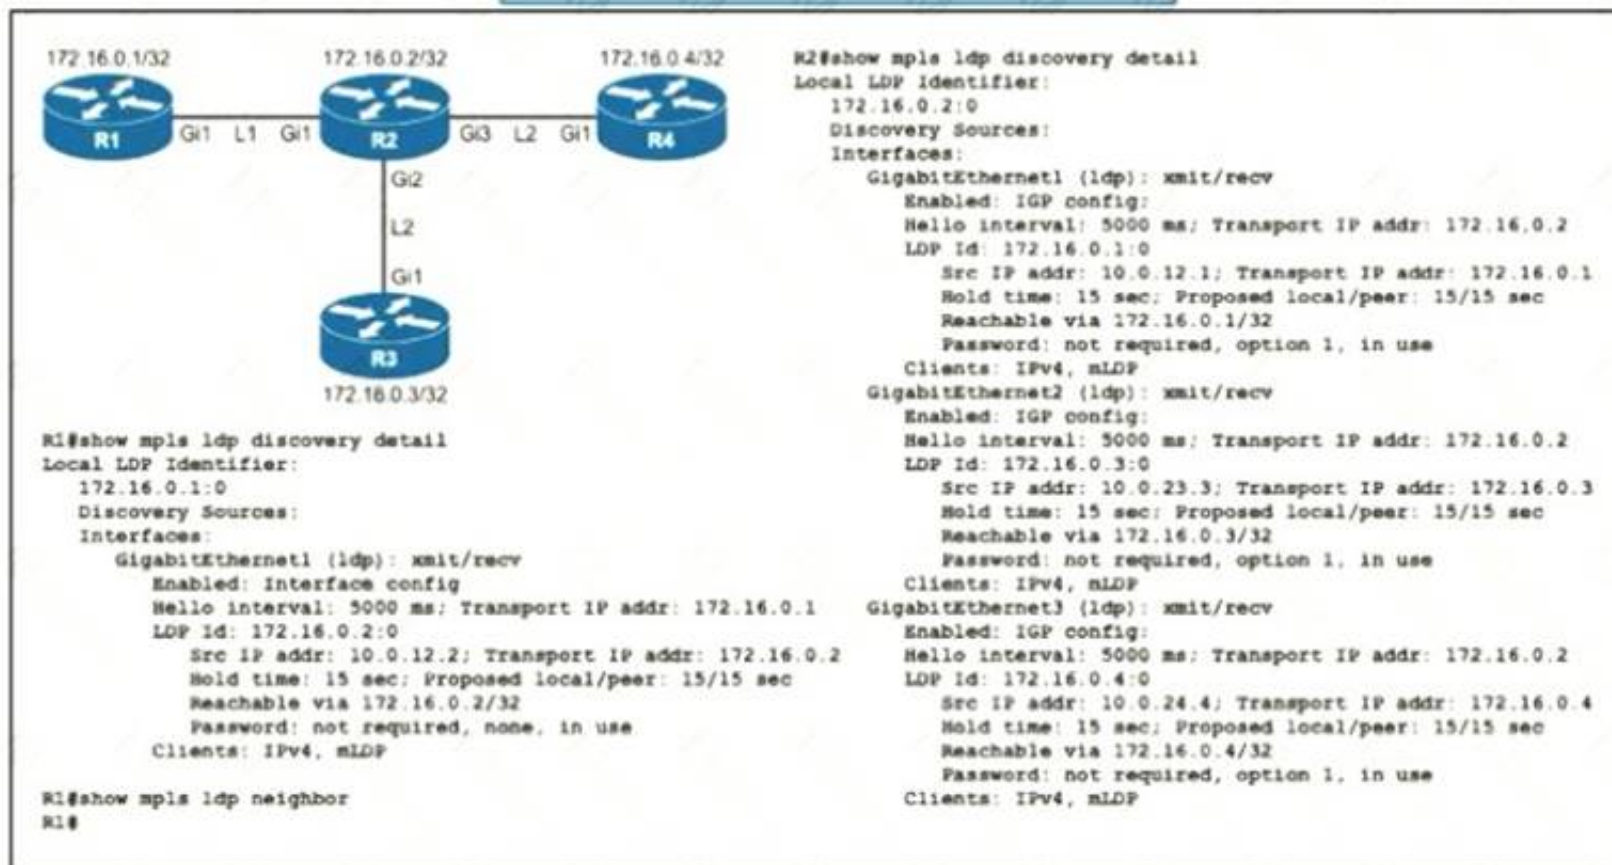 172.16.0.1/32
172.16.0.2/32
172.16.0.4/32
R1
Gi1
L1
Gi1
R2
Gi3
L2
Gi1
R4
Gi2
L2
Gi1
R3
172.16.0.3/32
R1#show mpls ldp discovery detail
Local LDP Identifier:
172.16.0.1:0
Discovery Sources:
Interfaces:
GigabitEthernet1 (ldp): xmit/recv
Enabled: Interface config
Hello interval: 5000 ms; Transport IP addr: 172.16.0.1
LDP Id: 172.16.0.2:0
Src IP addr: 10.0.12.2; Transport IP addr: 172.16.0.2
Hold time: 15 sec; Proposed local/peer: 15/15 sec
Reachable via 172.16.0.2/32
Password: not required, none, in use
Clients: IPv4, mLDP
R1#show mpls ldp neighbor
R1#
R2#show mpls ldp discovery detail
Local LDP Identifier:
172.16.0.2:0
Discovery Sources:
Interfaces:
GigabitEthernet1 (ldp): xmit/recv
Enabled: IGP config;
Hello interval: 5000 ms; Transport IP addr: 172.16.0.2
LDP Id: 172.16.0.1:0
Src IP addr: 10.0.12.1; Transport IP addr: 172.16.0.1
Hold time: 15 sec; Proposed local/peer: 15/15 sec
Reachable via 172.16.0.1/32
Password: not required, option 1, in use
Clients: IPv4, mLDP
GigabitEthernet2 (ldp): xmit/recv
Enabled: IGP config;
Hello interval: 5000 ms; Transport IP addr: 172.16.0.2
LDP Id: 172.16.0.3:0
Src IP addr: 10.0.23.3; Transport IP addr: 172.16.0.3
Hold time: 15 sec; Proposed local/peer: 15/15 sec
Reachable via 172.16.0.3/32
Password: not required, option 1, in use
Clients: IPv4, mLDP
GigabitEthernet3 (ldp): xmit/recv
Enabled: IGP config;
Hello interval: 5000 ms; Transport IP addr: 172.16.0.2
LDP Id: 172.16.0.4:0
Src IP addr: 10.0.24.4; Transport IP addr: 172.16.0.4
Hold time: 15 sec; Proposed local/peer: 15/15 sec
Reachable via 172.16.0.4/32
Password: not required, option 1, in use
Clients: IPv4, mLDP